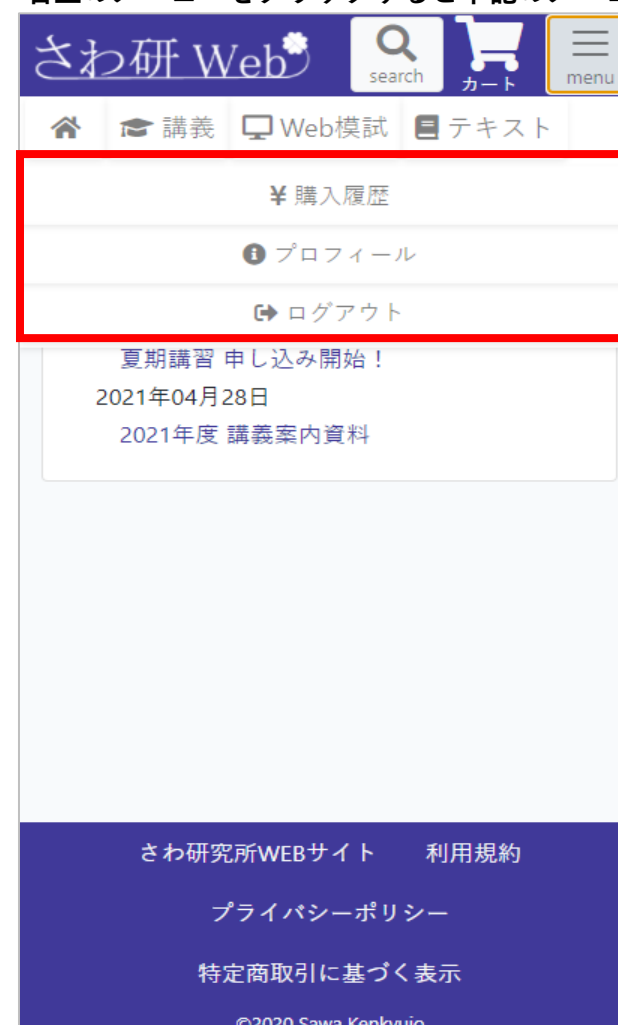 さわ研 Web
search
カート
menu
講義 Web模試 テキスト
¥ 購入履歴
プロフィール
ログアウト
夏期講習 申し込み開始！
2021年04月28日
2021年度 講義案内資料
さわ研究所WEBサイト 利用規約
プライバシーポリシー
特定商取引に基づく表示
©2020 Sawa Kenkyujo